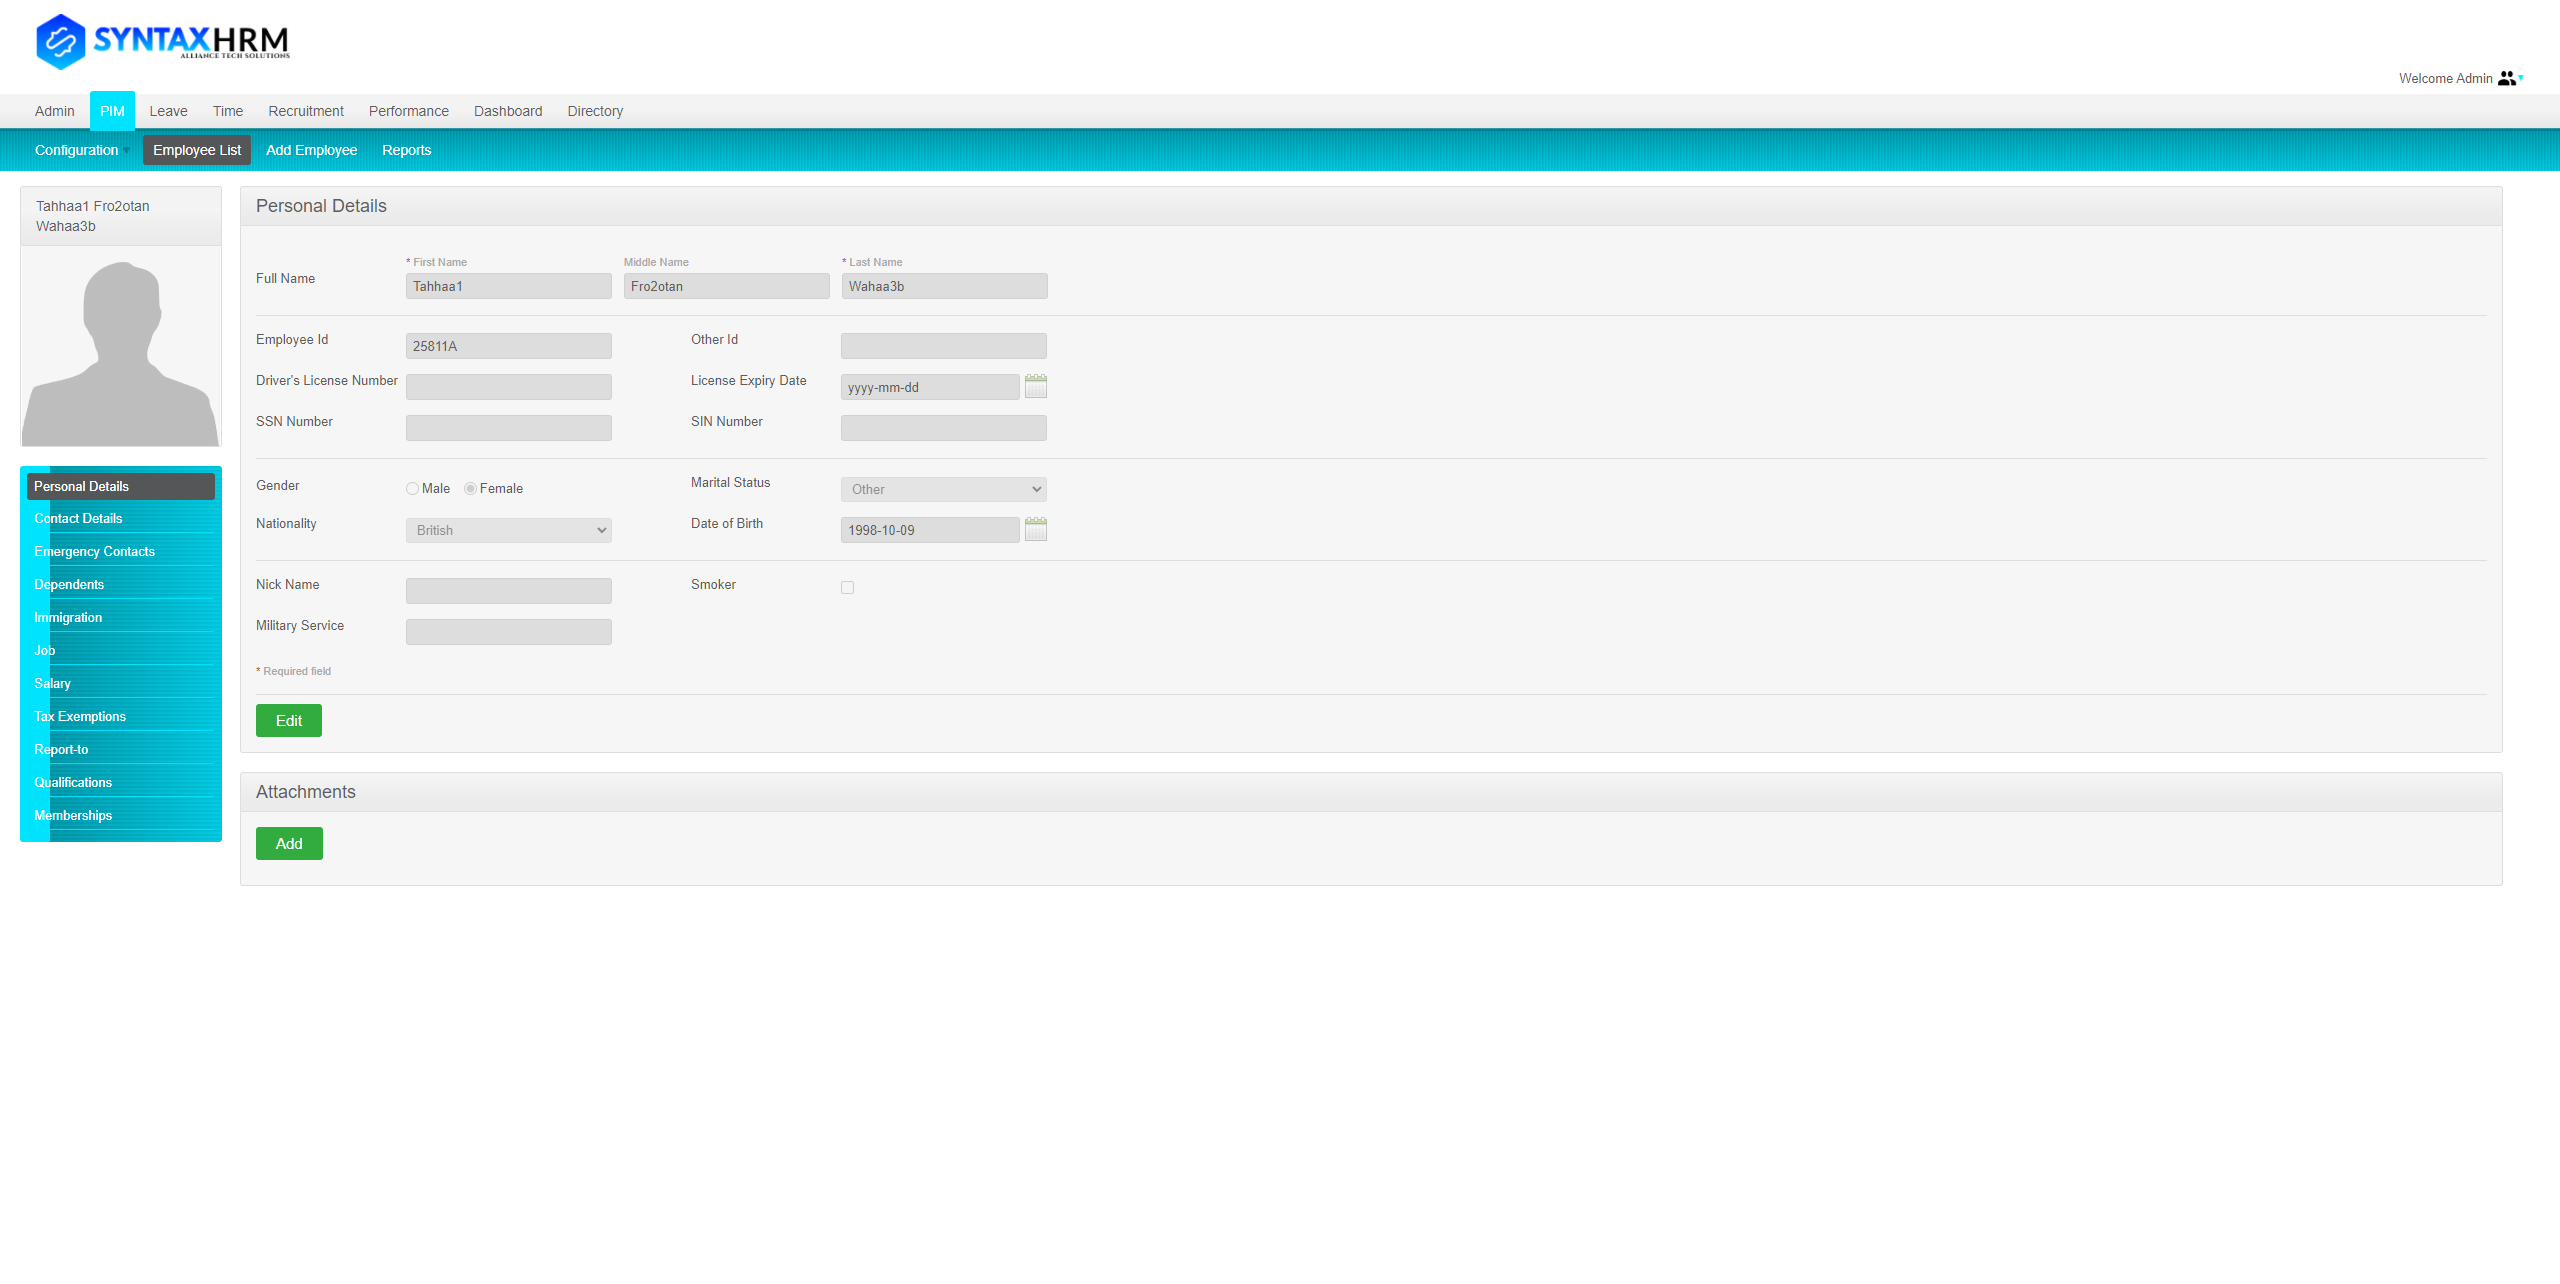 SYNTAXHRM
ALLIANCE TECH SOLUTIONS
Welcome Admin
Admin PIM Leave Time Recruitment Performance Dashboard Directory
Configuration Employee List Add Employee Reports
Tahhaa1 Fro2otan
Wahaa3b
Personal Details
Contact Details
Emergency Contacts
Dependents
Immigration
Job
Salary
Tax Exemptions
Report-to
Qualifications
Memberships
Personal Details
* First Name Middle Name * Last Name
Full Name Tahhaa1 Fro2otan Wahaa3b
Employee Id 25811A Other Id
Driver's License Number License Expiry Date yyyy-mm-dd
SSN Number SIN Number
Gender Male Female Marital Status Other
Nationality British Date of Birth 1998-10-09
Nick Name Smoker
Military Service
* Required field
Edit
Attachments
Add